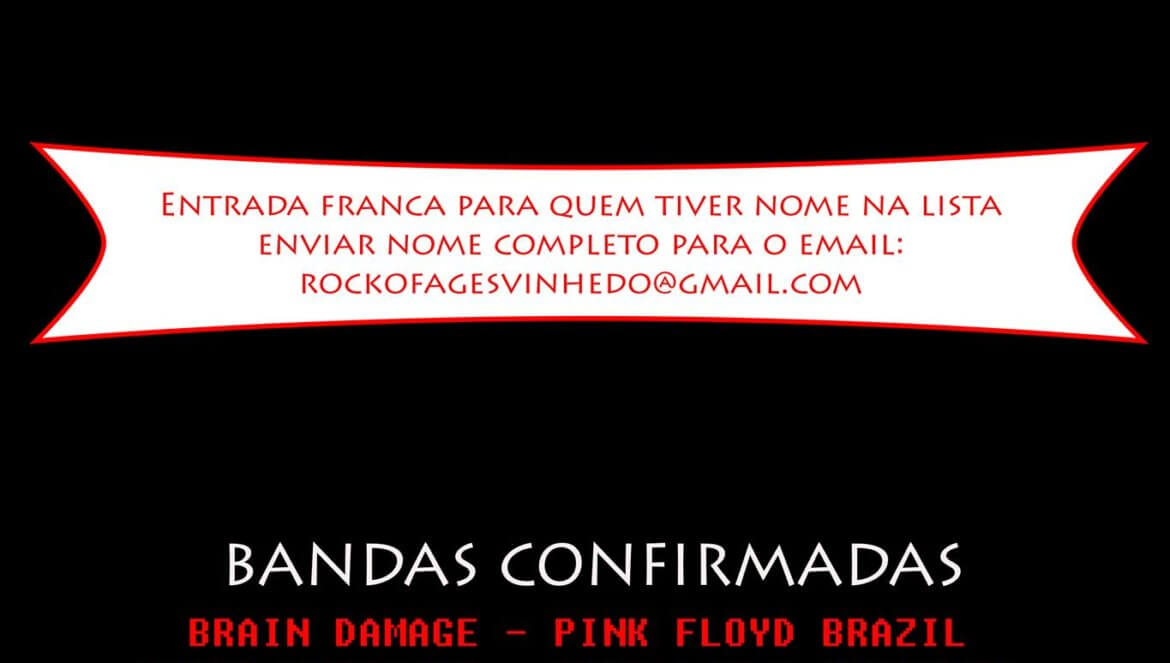 Entrada franca para quem tiver nome na lista
enviar nome completo para o email:
rockofagesvinhedo@gmail.com
BANDAS CONFIRMADAS
BRAIN DAMAGE - PINK FLOYD BRAZIL